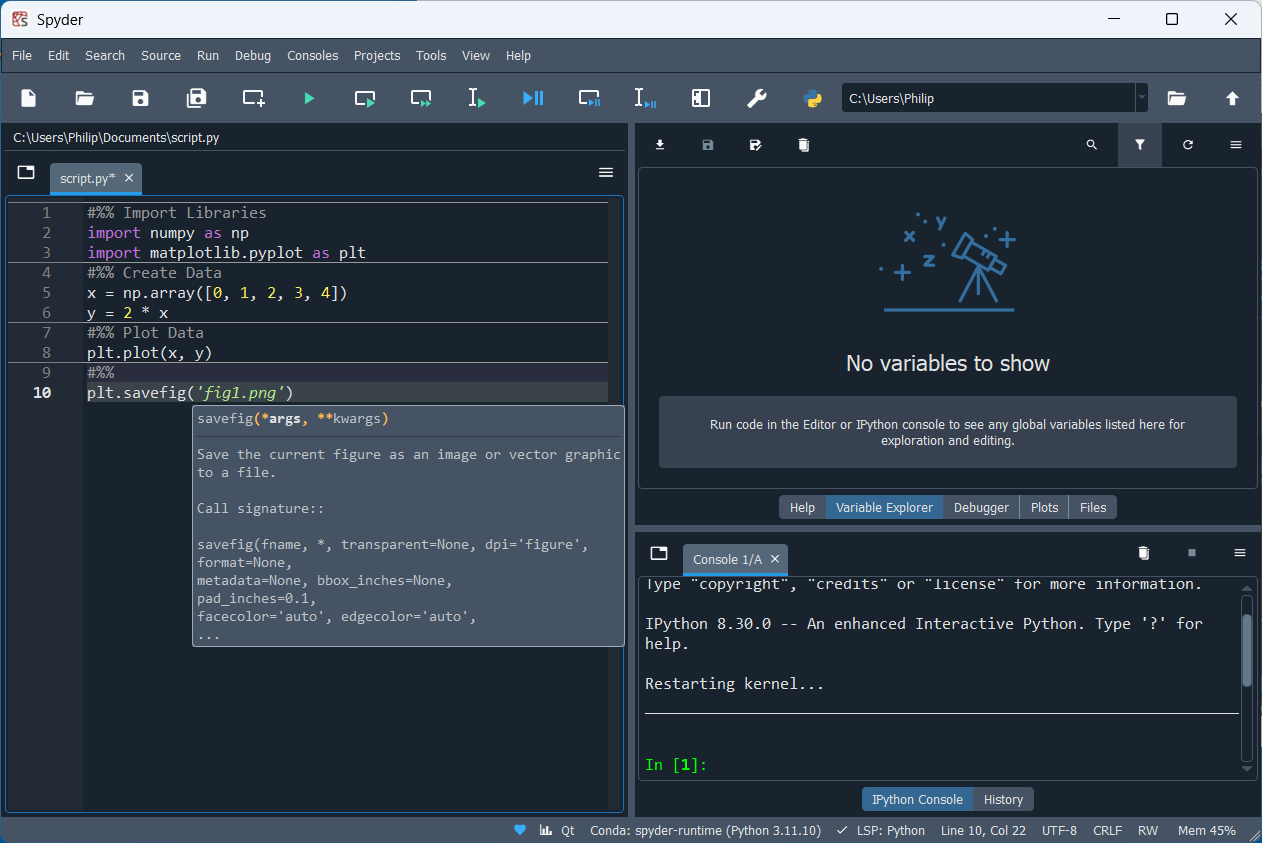 Spyder
File Edit Search Source Run Debug Consoles Projects Tools View Help
C:\Users\Philip
C:\Users\Philip\Documents\script.py
script.py*
1 #%% Import Libraries
2 import numpy as np
3 import matplotlib.pyplot as plt
4 #%% Create Data
5 x = np.array([0, 1, 2, 3, 4])
6 y = 2 * x
7 #%% Plot Data
8 plt.plot(x, y)
9 #%%
10 plt.savefig('fig1.png')
savefig(*args, **kwargs)
Save the current figure as an image or vector graphic
to a file.
Call signature::
savefig(fname, *, transparent=None, dpi='figure',
format=None,
metadata=None, bbox_inches=None,
pad_inches=0.1,
facecolor='auto', edgecolor='auto',
...
x y z
No variables to show
Run code in the Editor or IPython console to see any global variables listed here for
exploration and editing.
Help Variable Explorer Debugger Plots Files
Console 1/A
Type "copyright", "credits" or "license" for more information.
IPython 8.30.0 -- An enhanced Interactive Python. Type '?' for
help.
Restarting kernel...
In [1]:
IPython Console History
Qt Conda: spyder-runtime (Python 3.11.10) LSP: Python Line 10, Col 22 UTF-8 CRLF RW Mem 45%